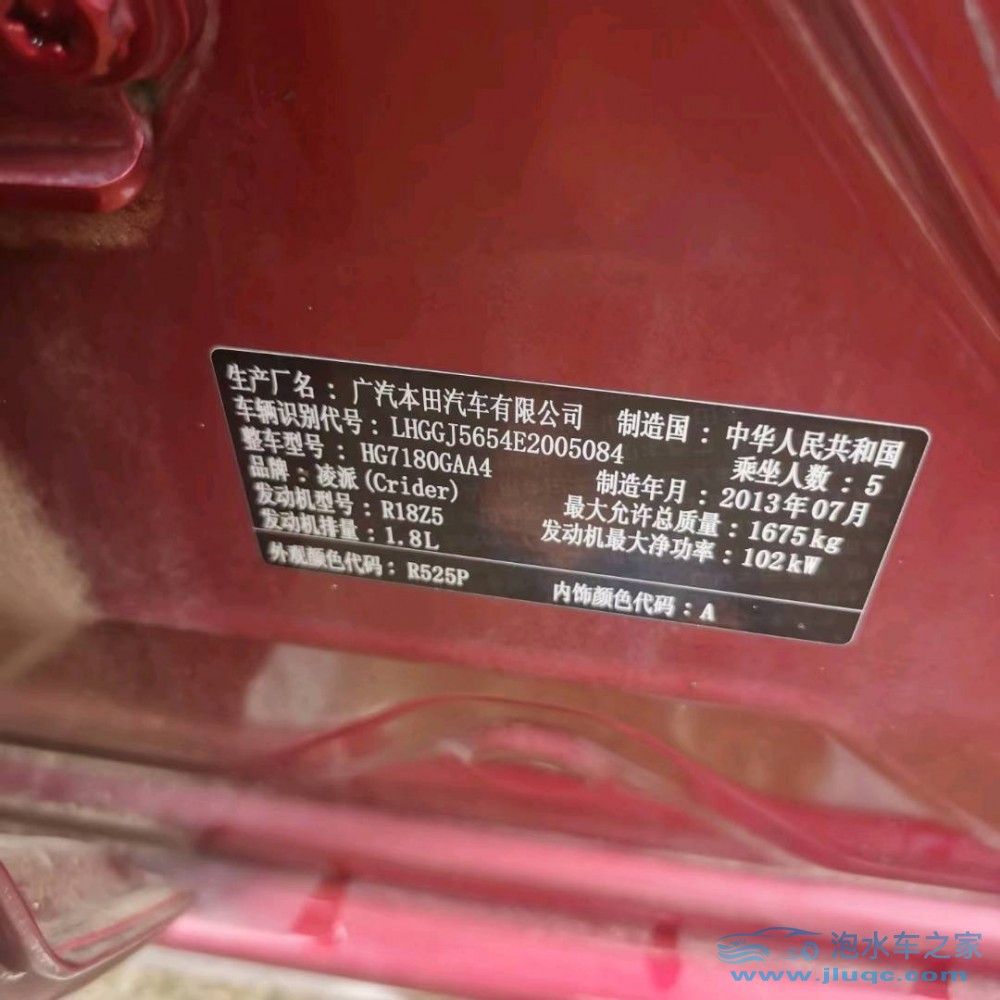 生产厂名：广汽本田汽车有限公司 制造国：中华人民共和国
车辆识别代号：LHGGJ5654E2005084 乘坐人数：5
整车型号：HG7180GAA4 制造年月：2013年07月
品牌：凌派(Crider) 最大允许总质量：1675kg
发动机型号：R18Z5 发动机最大净功率：102kW
发动机排量：1.8L
外观颜色代码：R525P 内饰颜色代码：A
泡水车之家
www.jluqc.com